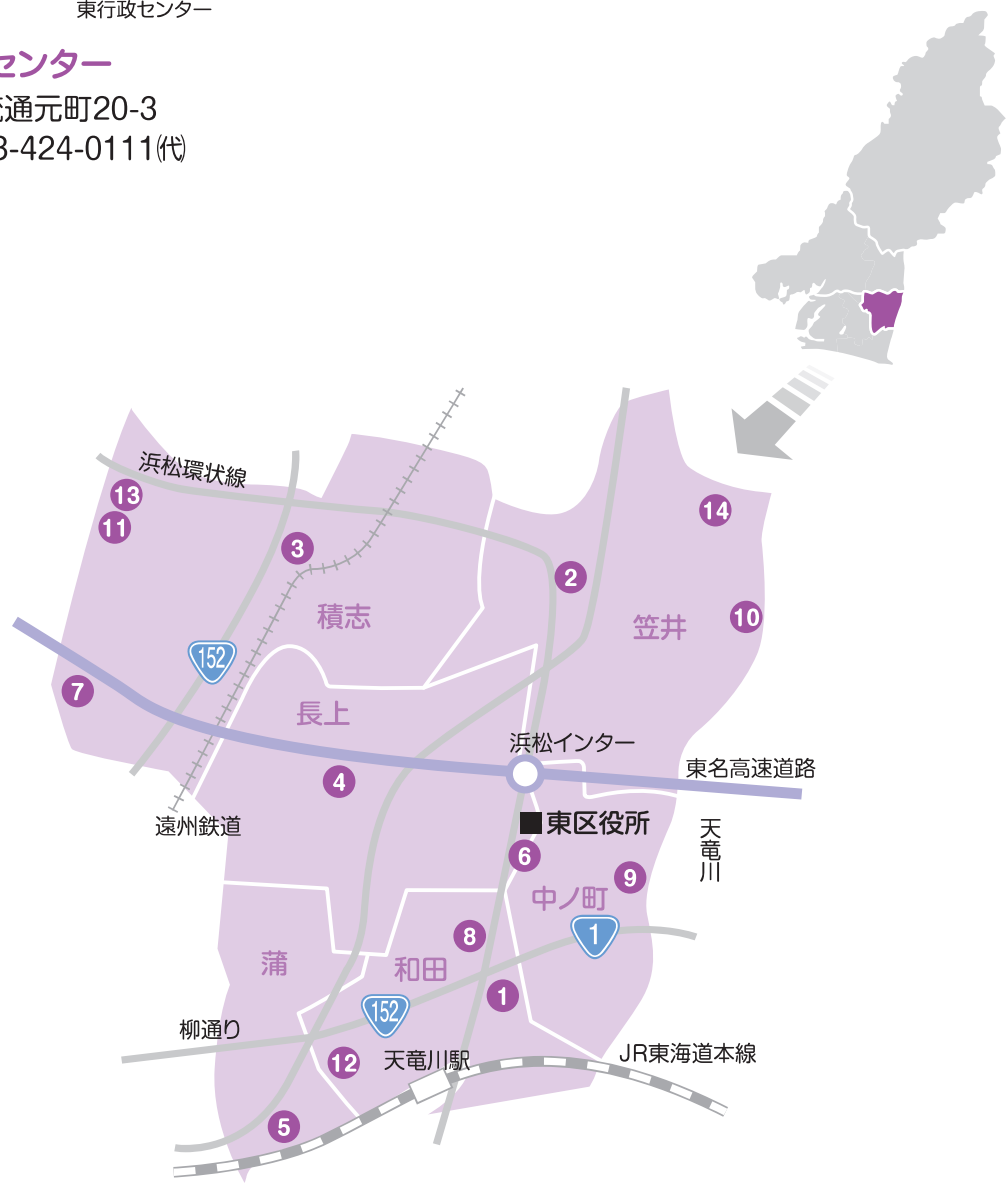 東行政センター
センター
通元町20-3
3-424-0111㈹
浜松環状線
13
11
14
3
2
積志
笠井
10
152
7
長上
浜松インター
4
東名高速道路
遠州鉄道
東区役所
天竜川
6
9
中ノ町
1
8
蒲
和田
1
152
柳通り
12
天竜川駅
JR東海道本線
5